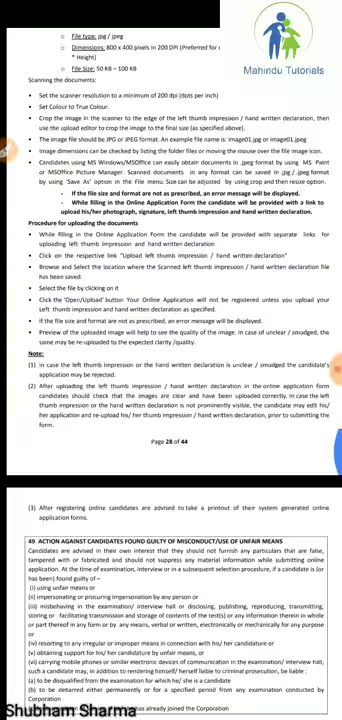 o File type: jpg / jpeg
o Dimensions: 800 x 400 pixels in 200 DPI (Preferred for
* Height)
o File Size: 50 KB – 100 KB
Mahindu Tutorials
Scanning the documents:
• Set the scanner resolution to a minimum of 200 dpi (dots per inch)
• Set Colour to True Colour.
• Crop the image in the scanner to the edge of the left thumb impression / hand written declaration, then
use the upload editor to crop the image to the final size (as specified above).
• The image file should be JPG or JPEG format. An example file name is: image01.jpg or image01.jpeg
• Image dimensions can be checked by listing the folder files or moving the mouse over the file image icon.
• Candidates using MS Windows/MSOffice can easily obtain documents in .jpeg format by using MS Paint
or MSOffice Picture Manager. Scanned documents in any format can be saved in .jpg / .jpeg format
by using 'Save As' option in the File menu. Size can be adjusted by using crop and then resize option.
- If the file size and format are not as prescribed, an error message will be displayed.
- While filling in the Online Application Form the candidate will be provided with a link to
upload his/her photograph, signature, left thumb impression and hand written declaration.
Procedure for uploading the documents
• While filling in the Online Application Form the candidate will be provided with separate links for
uploading left thumb impression and hand written declaration
• Click on the respective link "Upload left thumb impression / hand written declaration"
• Browse and Select the location where the Scanned left thumb impression / hand written declaration file
has been saved.
• Select the file by clicking on it
• Click the 'Open/Upload' button Your Online Application will not be registered unless you upload your
Left thumb impression and hand written declaration as specified.
• If the file size and format are not as prescribed, an error message will be displayed.
• Preview of the uploaded image will help to see the quality of the image. In case of unclear / smudged, the
same may be re-uploaded to the expected clarity /quality.
Note:
(1) In case the left thumb impression or the hand written declaration is unclear / smudged the candidate's
application may be rejected.
(2) After uploading the left thumb impression / hand written declaration in the online application form
candidates should check that the images are clear and have been uploaded correctly. In case the left
thumb impression or the hand written declaration is not prominently visible, the candidate may edit his/
her application and re-upload his/ her thumb impression / hand written declaration, prior to submitting the
form.
Page 28 of 44
(3) After registering online candidates are advised to take a printout of their system generated online
application forms.
49. ACTION AGAINST CANDIDATES FOUND GUILTY OF MISCONDUCT/USE OF UNFAIR MEANS
Candidates are advised in their own interest that they should not furnish any particulars that are false,
tampered with or fabricated and should not suppress any material information while submitting online
application. At the time of examination, interview or in a subsequent selection procedure, if a candidate is (or
has been) found guilty of –
(i) using unfair means or
(ii) impersonating or procuring impersonation by any person or
(iii) misbehaving in the examination/ interview hall or disclosing, publishing, reproducing, transmitting,
storing or facilitating transmission and storage of contents of the test(s) or any information therein in whole
or part thereof in any form or by any means, verbal or written, electronically or mechanically for any purpose
or
(iv) resorting to any irregular or improper means in connection with his/ her candidature or
(v) obtaining support for his/ her candidature by unfair means, or
(vi) carrying mobile phones or similar electronic devices of communication in the examination/ interview hall,
such a candidate may, in addition to rendering himself/ herself liable to criminal prosecution, be liable :
(a) to be disqualified from the examination for which he/ she is a candidate
(b) to be debarred either permanently or for a specified period from any examination conducted by
Corporation
has already joined the Corporation
Shubham Sharma